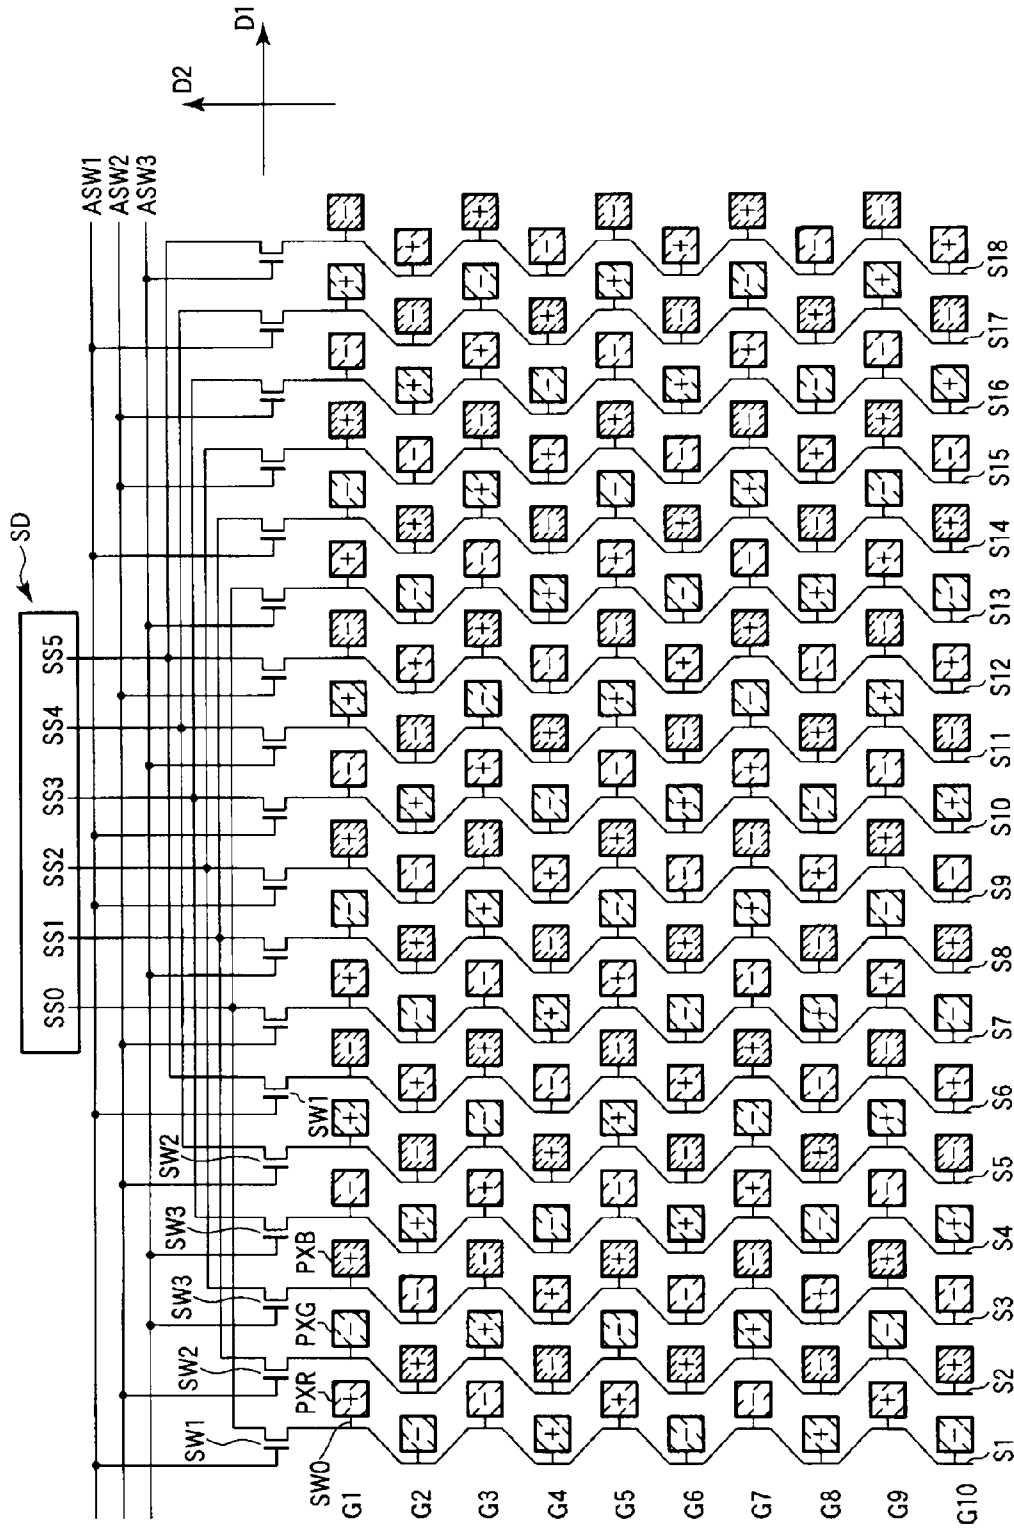 SD
SS0 SS1 SS2 SS3 SS4 SS5
D2
D1
ASW1
ASW2
ASW3
SW1 SW2 SW3 SW3 SW2 SW1
SW0 PXR PXG PXB
G1 + - + - + - + - + - + - + - + - + -
G2 - + - + - + - + - + - + - + - + - +
G3 - + - + - + - + - + - + - + - + - +
G4 + - + - + - + - + - + - + - + - + -
G5 + - + - + - + - + - + - + - + - + -
G6 - + - + - + - + - + - + - + - + - +
G7 - + - + - + - + - + - + - + - + - +
G8 + - + - + - + - + - + - + - + - + -
G9 + - + - + - + - + - + - + - + - + -
G10 - + - + - + - + - + - + - + - + - +
S1 S2 S3 S4 S5 S6 S7 S8 S9 S10 S11 S12 S13 S14 S15 S16 S17 S18